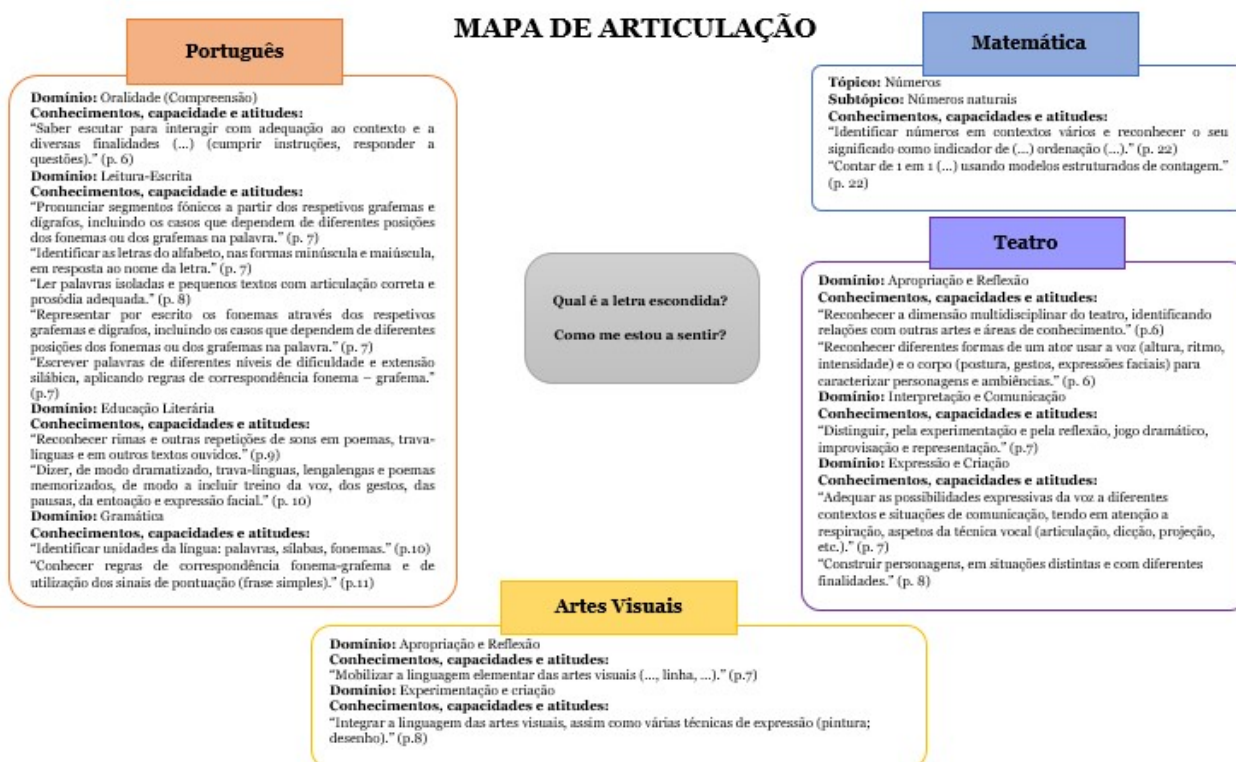 MAPA DE ARTICULAÇÃO
Português
Domínio: Oralidade (Compreensão)
Conhecimentos, capacidade e atitudes:
“Saber escutar para interagir com adequação ao contexto e a
diversas finalidades (...) (cumprir instruções, responder a
questões).” (p. 6)
Domínio: Leitura-Escrita
Conhecimentos, capacidade e atitudes:
“Pronunciar segmentos fónicos a partir dos respetivos grafemas e
dígrafos, incluindo os casos que dependem de diferentes posições
dos fonemas ou dos grafemas na palavra.” (p. 7)
“Identificar as letras do alfabeto, nas formas minúscula e maiúscula,
em resposta ao nome da letra.” (p. 7)
“Ler palavras isoladas e pequenos textos com articulação correta e
prosódia adequada.” (p. 8)
“Representar por escrito os fonemas através dos respetivos
grafemas e dígrafos, incluindo os casos que dependem de diferentes
posições dos fonemas ou dos grafemas na palavra.” (p. 7)
“Escrever palavras de diferentes níveis de dificuldade e extensão
silábica, aplicando regras de correspondência fonema – grafema.”
(p.7)
Domínio: Educação Literária
Conhecimentos, capacidade e atitudes:
“Reconhecer rimas e outras repetições de sons em poemas, trava-
línguas e em outros textos ouvidos.” (p.9)
“Dizer, de modo dramatizado, trava-línguas, lengalengas e poemas
memorizados, de modo a incluir treino da voz, dos gestos, das
pausas, da entoação e expressão facial.” (p. 10)
Domínio: Gramática
Conhecimentos, capacidade e atitudes:
“Identificar unidades da língua: palavras, sílabas, fonemas.” (p.10)
“Conhecer regras de correspondência fonema-grafema e de
utilização dos sinais de pontuação (frase simples).” (p.11)
Matemática
Tópico: Números
Subtópico: Números naturais
Conhecimentos, capacidade e atitudes:
“Identificar números em contextos vários e reconhecer o seu
significado como indicador de (...) ordenação (...).” (p. 22)
“Contar de 1 em 1 (...) usando modelos estruturados de contagem.”
(p. 22)
Teatro
Domínio: Apropriação e Reflexão
Conhecimentos, capacidades e atitudes:
“Reconhecer a dimensão multidisciplinar do teatro, identificando
relações com outras artes e áreas de conhecimento.” (p.6)
“Reconhecer diferentes formas de um ator usar a voz (altura, ritmo,
intensidade) e o corpo (postura, gestos, expressões faciais) para
caracterizar personagens e ambiências.” (p. 6)
Domínio: Interpretação e Comunicação
Conhecimentos, capacidades e atitudes:
“Distinguir, pela experimentação e pela reflexão, jogo dramático,
improvisação e representação.” (p.7)
Domínio: Expressão e Criação
Conhecimentos, capacidades e atitudes:
“Adequar as possibilidades expressivas da voz a diferentes
contextos e situações de comunicação, tendo em atenção a
respiração, aspetos da técnica vocal (articulação, dicção, projeção,
etc.).” (p. 7)
“Construir personagens, em situações distintas e com diferentes
finalidades.” (p. 8)
Qual é a letra escondida?
Como me estou a sentir?
Artes Visuais
Domínio: Apropriação e Reflexão
Conhecimentos, capacidades e atitudes:
“Mobilizar a linguagem elementar das artes visuais (..., linha, ...).” (p.7)
Domínio: Experimentação e criação
Conhecimentos, capacidades e atitudes:
“Integrar a linguagem das artes visuais, assim como várias técnicas de expressão (pintura;
desenho).” (p.8)